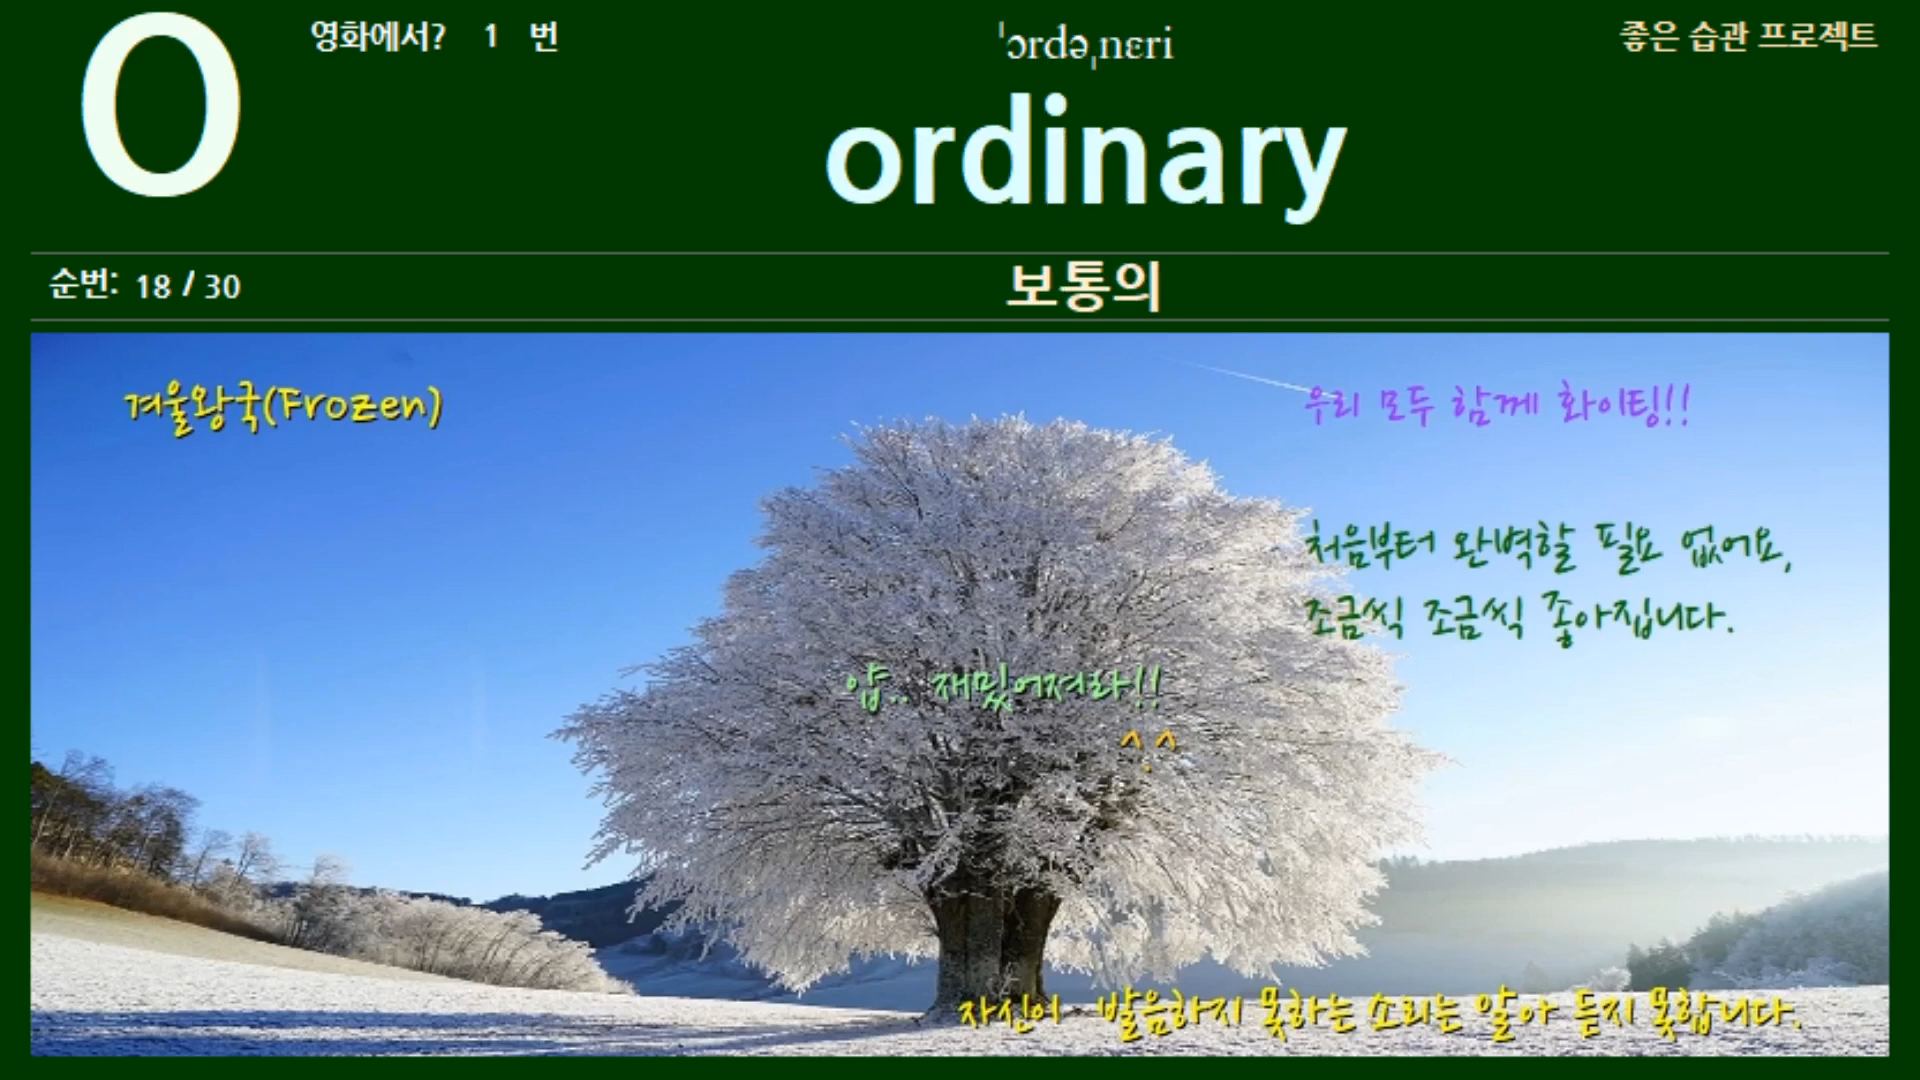 O
영화에서? 1 번
ˈɔrdəˌnɛri
좋은 습관 프로젝트
ordinary
순번: 18 / 30
보통의
겨울왕국(Frozen)
우리 모두 함께 화이팅!!
처음부터 완벽할 필요 없어요,
조금씩 조금씩 좋아집니다.
얍.. 재밌어져라!!
^ ^
자신이 발음하지 못하는 소리는 알아 듣지 못합니다.